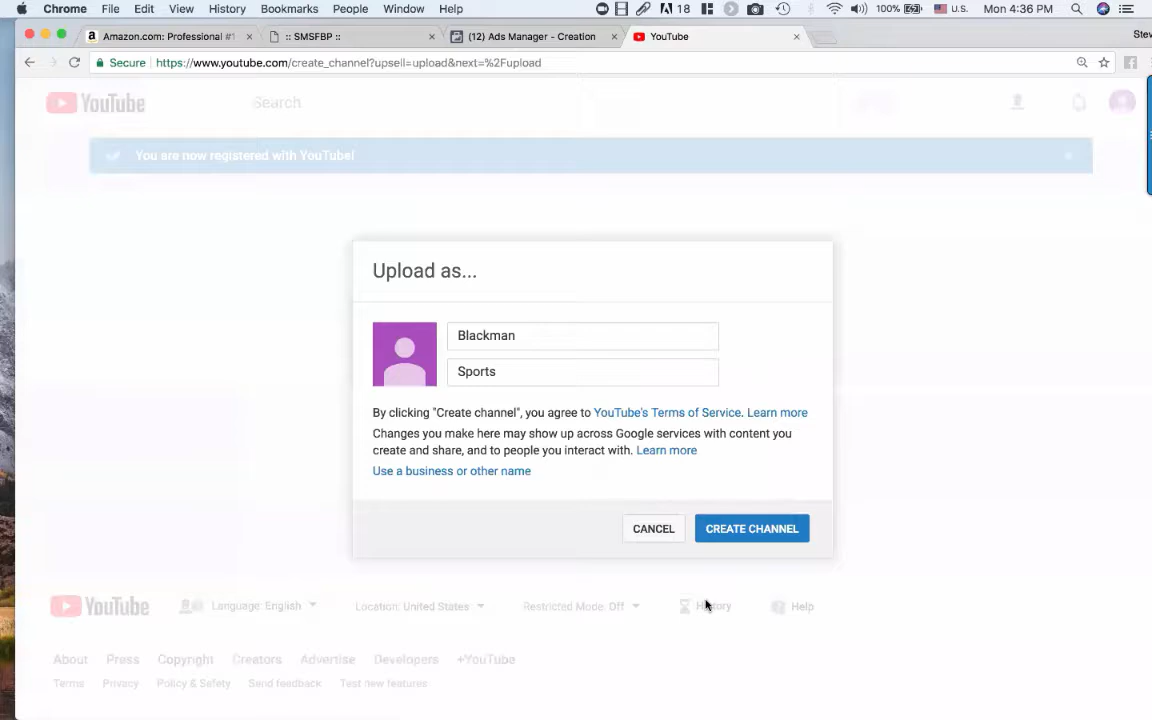 Chrome File Edit View History Bookmarks People Window Help 18 100% U.S. Mon 4:36 PM
Amazon.com: Professional #1 :: SMSFBP :: (12) Ads Manager - Creation YouTube Stev
Secure https://www.youtube.com/create_channel?upsell=upload&next=%2Fupload
YouTube Search
You are now registered with YouTube!
Upload as...
Blackman
Sports
By clicking "Create channel", you agree to YouTube's Terms of Service. Learn more
Changes you make here may show up across Google services with content you
create and share, and to people you interact with. Learn more
Use a business or other name
CANCEL CREATE CHANNEL
YouTube Language: English Location: United States Restricted Mode: Off History Help
About Press Copyright Creators Advertise Developers +YouTube
Terms Privacy Policy & Safety Send feedback Test new features